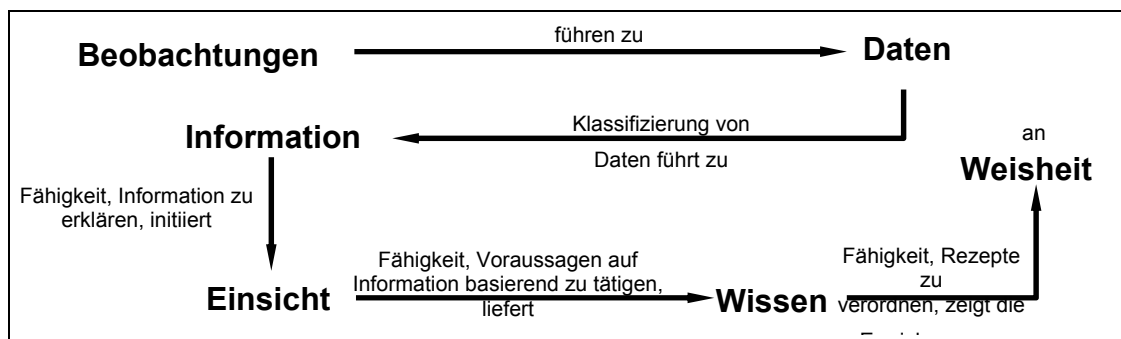 führen zu
Beobachtungen
Daten
Klassifizierung von
Daten führt zu
Information
an
Weisheit
Fähigkeit, Information zu
erklären, initiiert
Einsicht
Fähigkeit, Voraussagen auf
Information basierend zu tätigen,
liefert
Wissen
Fähigkeit, Rezepte
zu
verordnen, zeigt die